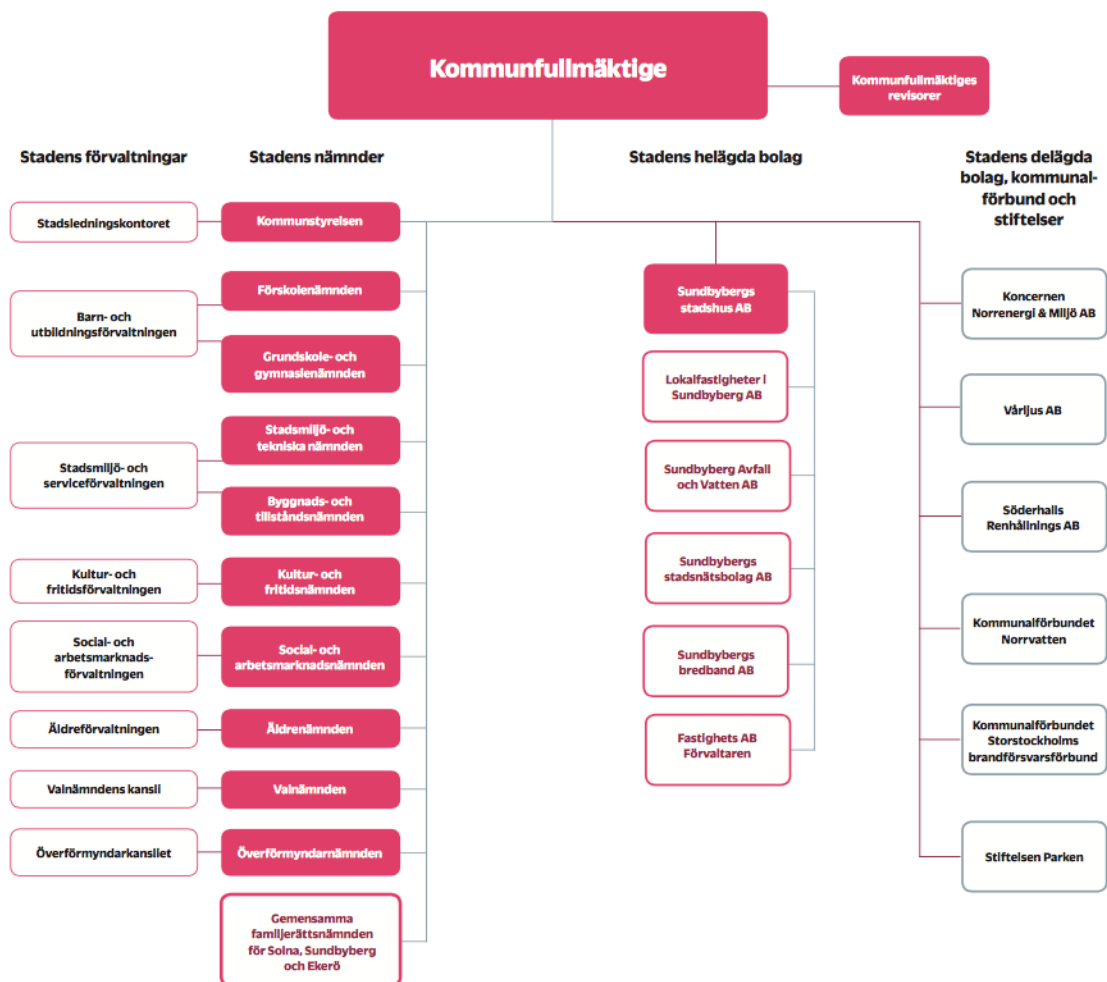 Kommunfullmäktige
Kommunfullmäktiges
revisorer
Stadens förvaltningar
Stadens nämnder
Stadens helägda bolag
Stadens delägda
bolag, kommunal-
förbund och
stiftelser
Stadsledningskontoret
Barn- och
utbildningsförvaltningen
Stadsmiljö- och
serviceförvaltningen
Kultur- och
fritidsförvaltningen
Social- och
arbetsmarknads-
förvaltningen
Äldreförvaltningen
Valnämndens kansli
Överförmyndarkansliet
Kommunstyrelsen
Förskolenämnden
Grundskole- och
gymnasienämnden
Stadsmiljö- och
tekniska nämnden
Byggnads- och
tillståndsnämnden
Kultur- och
fritidsnämnden
Social- och
arbetsmarknadsnämnden
Äldrenämnden
Valnämnden
Överförmyndarnämnden
Gemensamma
familjerättsnämnden
för Solna, Sundbyberg
och Ekerö
Sundbybergs
stadshus AB
Lokalfastigheter i
Sundbyberg AB
Sundbyberg Avfall
och Vatten AB
Sundbybergs
stadsnätsbolag AB
Sundbybergs
bredband AB
Fastighets AB
Förvaltaren
Koncernen
Norrenergi & Miljö AB
Vårljus AB
Söderhalls
Renhållnings AB
Kommunalförbundet
Norrvatten
Kommunalförbundet
Storstockholms
brandförsvarsförbund
Stiftelsen Parken